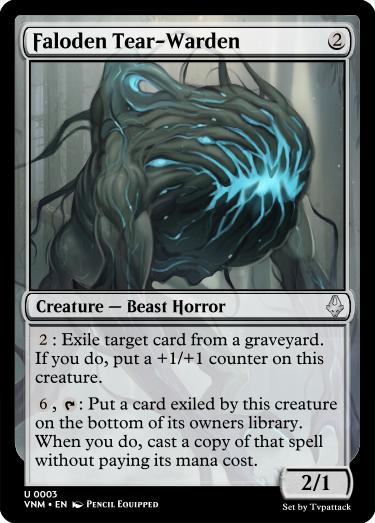 Faloden Tear-Warden 2
Creature — Beast Horror
2 : Exile target card from a graveyard.
If you do, put a +1/+1 counter on this
creature.
6 , : Put a card exiled by this creature
on the bottom of its owners library.
When you do, cast a copy of that spell
without paying its mana cost.
2/1
U 0003
VNM • EN Pencil Equipped
Set by Tvpattack